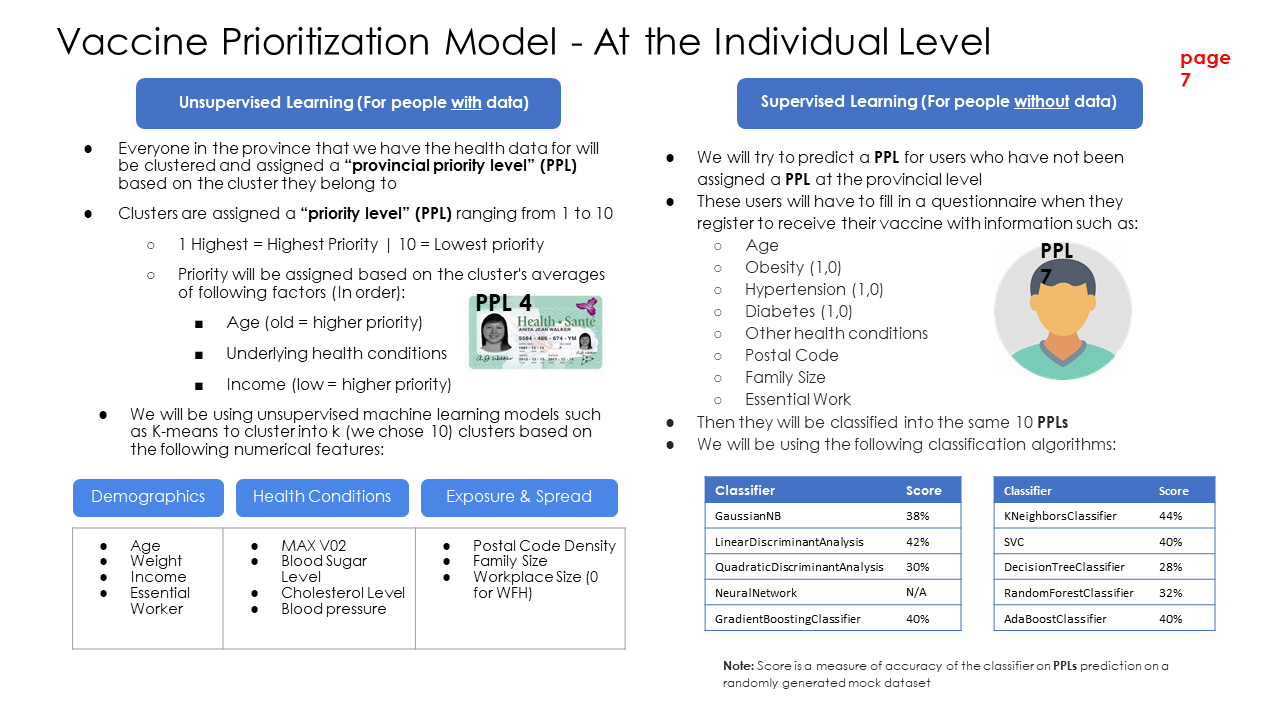 Vaccine Prioritization Model - At the Individual Level
page
7
Unsupervised Learning (For people with data)
● Everyone in the province that we have the health data for will
be clustered and assigned a “provincial priority level” (PPL)
based on the cluster they belong to
● Clusters are assigned a “priority level” (PPL) ranging from 1 to 10
○ 1 Highest = Highest Priority | 10 = Lowest priority
○ Priority will be assigned based on the cluster's averages
of following factors (In order):
■ Age (old = higher priority)
■ Underlying health conditions
■ Income (low = higher priority)
PPL 4
Health • Santé
ANITA JEAN WALKER
5584 - 486 - 674 - YM
● We will be using unsupervised machine learning models such
as K-means to cluster into k (we chose 10) clusters based on
the following numerical features:
Demographics
● Age
● Weight
● Income
● Essential
Worker
Health Conditions
● MAX V02
● Blood Sugar
Level
● Cholesterol Level
● Blood pressure
Exposure & Spread
● Postal Code Density
● Family Size
● Workplace Size (0
for WFH)
Supervised Learning (For people without data)
● We will try to predict a PPL for users who have not been
assigned a PPL at the provincial level
● These users will have to fill in a questionnaire when they
register to receive their vaccine with information such as:
○ Age
○ Obesity (1,0)
○ Hypertension (1,0)
○ Diabetes (1,0)
○ Other health conditions
○ Postal Code
○ Family Size
○ Essential Work
PPL
7
● Then they will be classified into the same 10 PPLs
● We will be using the following classification algorithms:
Classifier Score
GaussianNB 38%
LinearDiscriminantAnalysis 42%
QuadraticDiscriminantAnalysis 30%
NeuralNetwork N/A
GradientBoostingClassifier 40%
Classifier Score
KNeighborsClassifier 44%
SVC 40%
DecisionTreeClassifier 28%
RandomForestClassifier 32%
AdaBoostClassifier 40%
Note: Score is a measure of accuracy of the classifier on PPLs prediction on a
randomly generated mock dataset